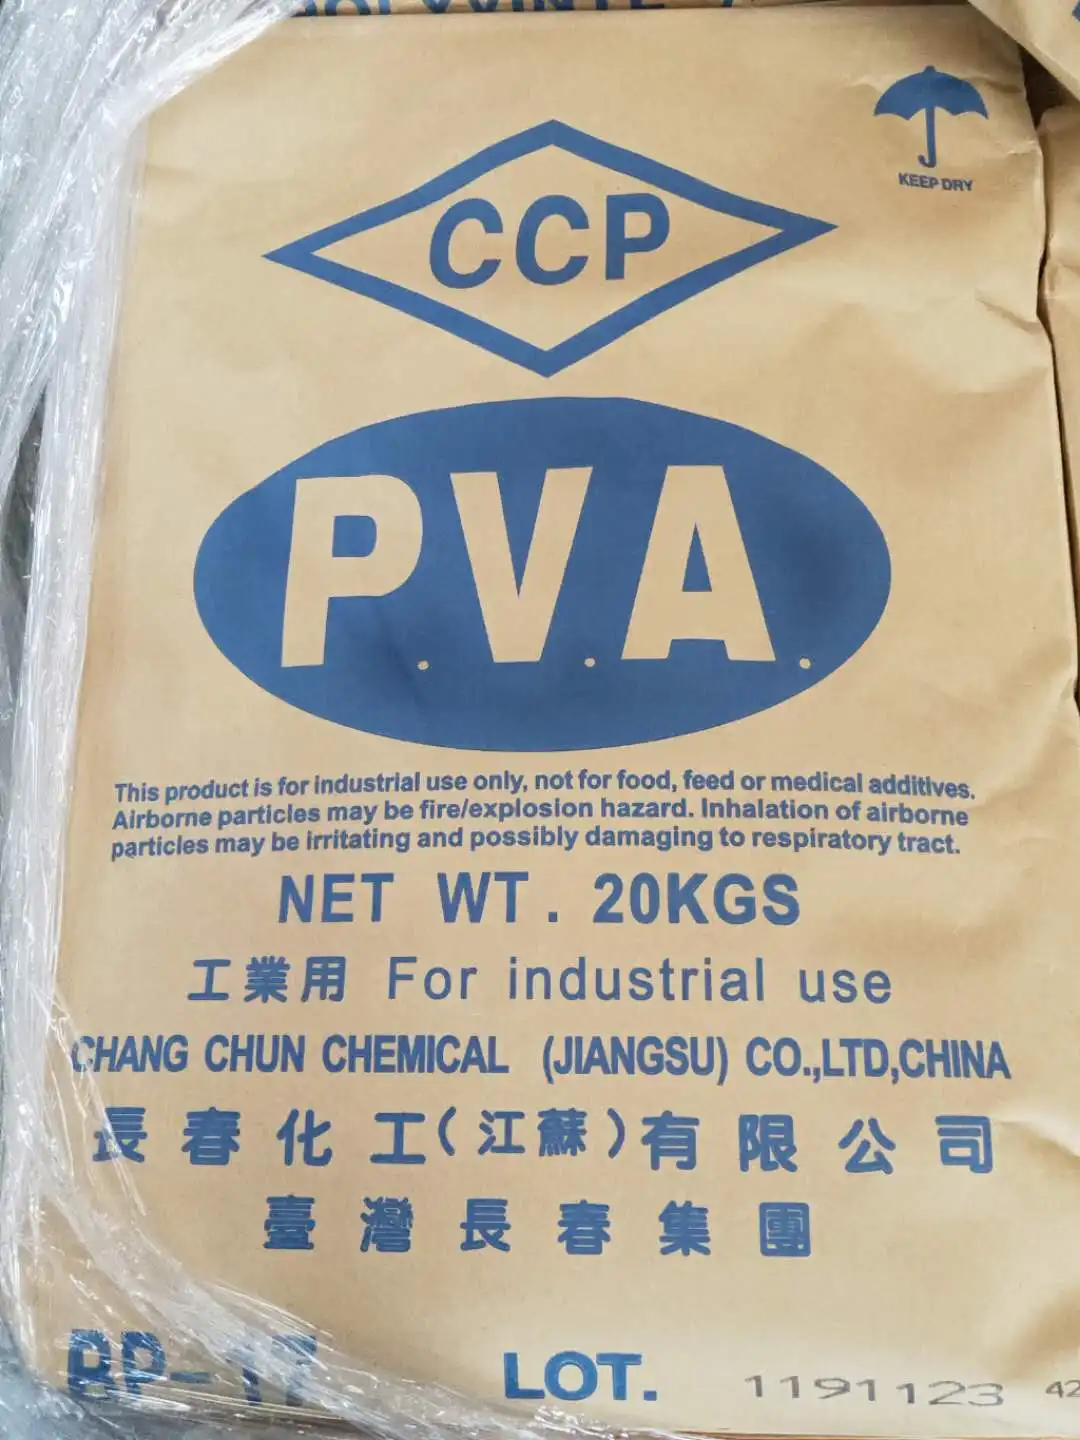 KEEP DRY
CCP
P.V.A.
This product is for industrial use only, not for food, feed or medical additives.
Airborne particles may be fire/explosion hazard. Inhalation of airborne
particles may be irritating and possibly damaging to respiratory tract.
NET WT. 20KGS
工業用 For industrial use
CHANG CHUN CHEMICAL (JIANGSU) CO.,LTD,CHINA
長春化工(江蘇)有限公司
臺灣長春集團
BP-17 LOT. 1191123 42